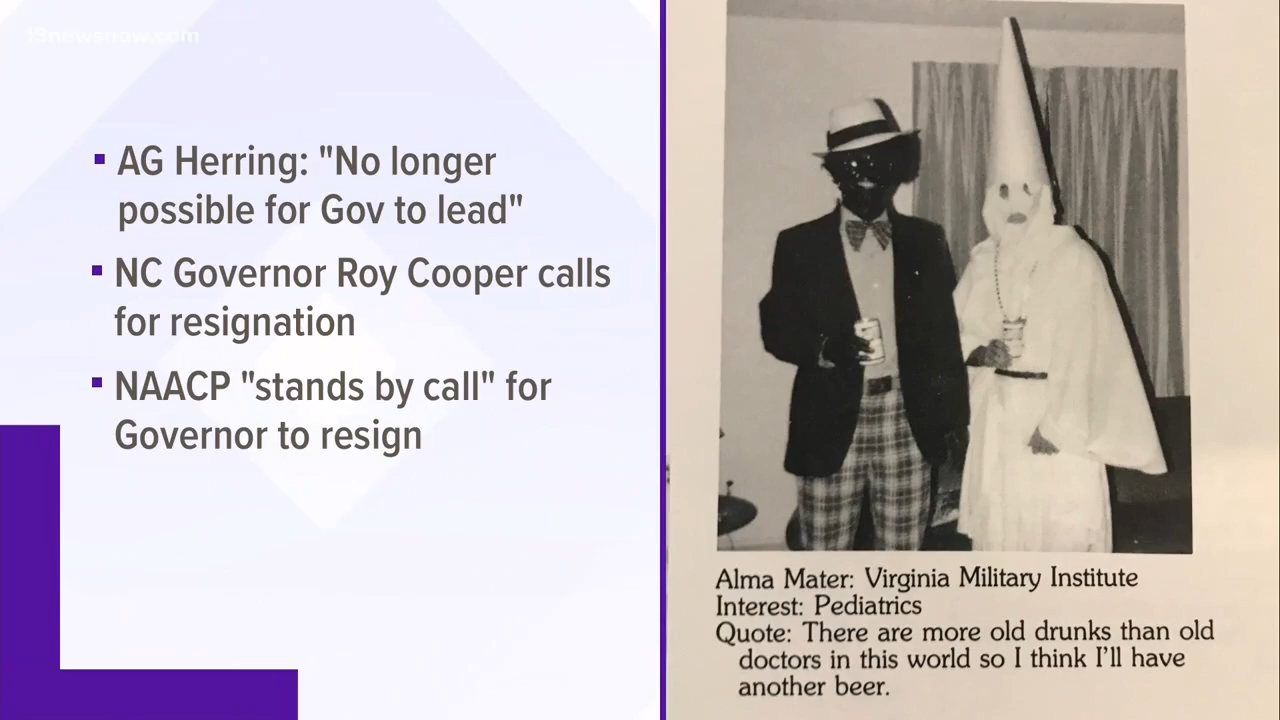 13newsnow.com
AG Herring: "No longer
possible for Gov to lead"
NC Governor Roy Cooper calls
for resignation
NAACP "stands by call" for
Governor to resign
Alma Mater: Virginia Military Institute
Interest: Pediatrics
Quote: There are more old drunks than old
doctors in this world so I think I'll have
another beer.